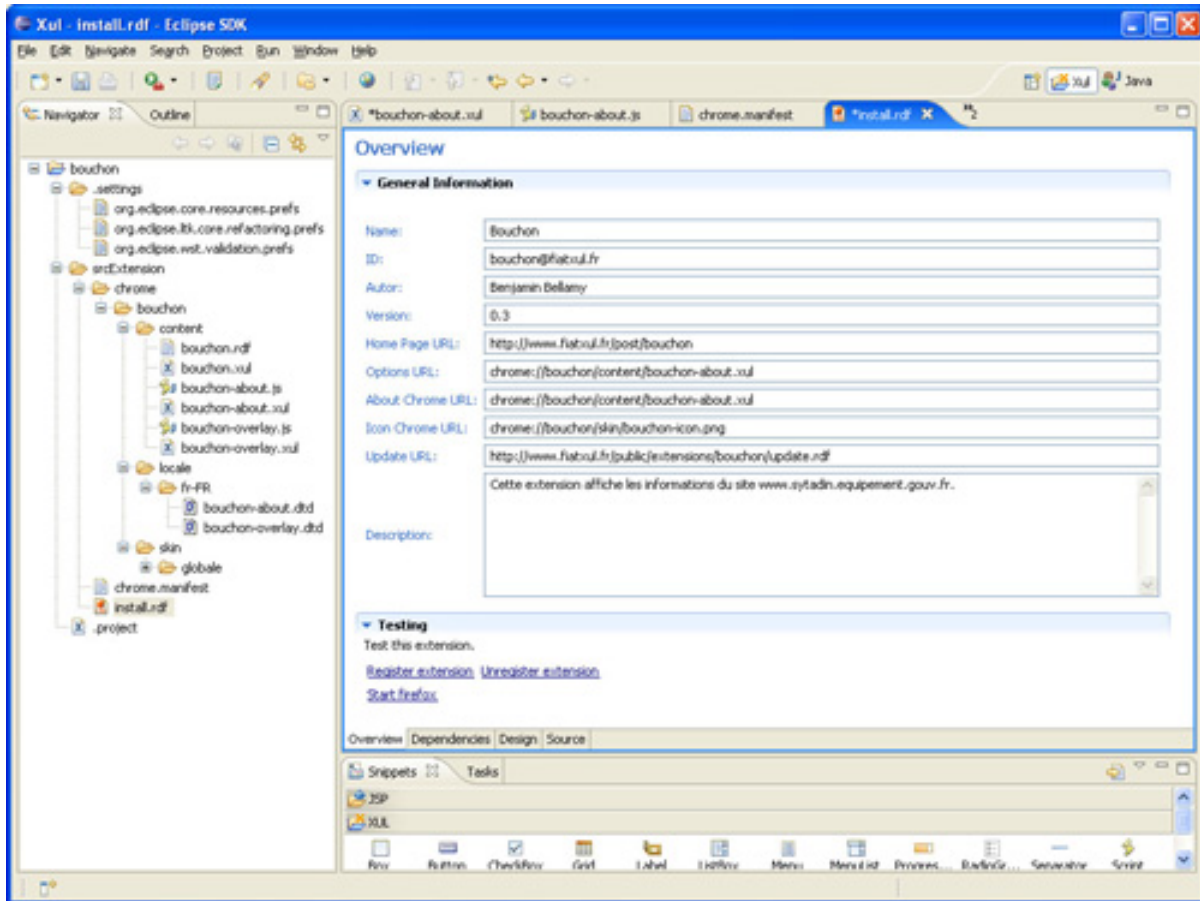 Xul - install.rdf - Eclipse SDK
File Edit Navigate Search Project Run Window Help
Xul Java
Navigator Outline
*bouchon-about.xul bouchon-about.js chrome.manifest *install.rdf 2
bouchon
.settings
org.eclipse.core.resources.prefs
org.eclipse.ltk.core.refactoring.prefs
org.eclipse.wst.validation.prefs
srcExtension
chrome
bouchon
content
bouchon.rdf
bouchon.xul
bouchon-about.js
bouchon-about.xul
bouchon-overlay.js
bouchon-overlay.xul
locale
fr-FR
bouchon-about.dtd
bouchon-overlay.dtd
skin
globale
chrome.manifest
install.rdf
.project
Overview
General Information
Name: Bouchon
ID: bouchon@fiatxul.fr
Autor: Benjamin Bellamy
Version: 0.3
Home Page URL: http://www.fiatxul.fr/post/bouchon
Options URL: chrome://bouchon/content/bouchon-about.xul
About Chrome URL: chrome://bouchon/content/bouchon-about.xul
Icon Chrome URL: chrome://bouchon/skin/bouchon-icon.png
Update URL: http://www.fiatxul.fr/public/extensions/bouchon/update.rdf
Description: Cette extension affiche les informations du site www.sytadin.equipement.gouv.fr.
Testing
Test this extension.
Register extension Unregister extension
Start firefox
Overview Dependencies Design Source
Snippets Tasks
JSP
XUL
Box Button CheckBox Grid Label ListBox Menu MenuList Progres... RadioGr... Separator Script